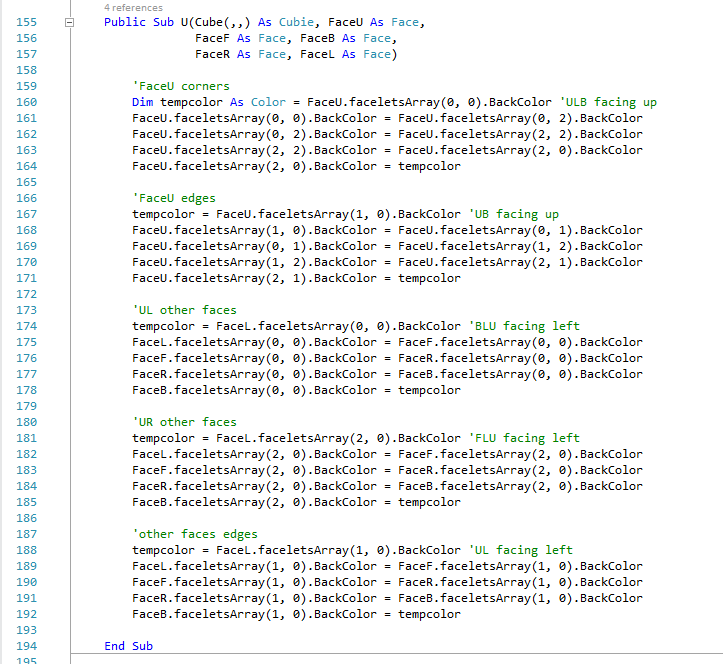 4 references
155 Public Sub U(Cube(,,) As Cubie, FaceU As Face,
156 FaceF As Face, FaceB As Face,
157 FaceR As Face, FaceL As Face)
158
159 'FaceU corners
160 Dim tempcolor As Color = FaceU.faceletsArray(0, 0).BackColor 'ULB facing up
161 FaceU.faceletsArray(0, 0).BackColor = FaceU.faceletsArray(0, 2).BackColor
162 FaceU.faceletsArray(0, 2).BackColor = FaceU.faceletsArray(2, 2).BackColor
163 FaceU.faceletsArray(2, 2).BackColor = FaceU.faceletsArray(2, 0).BackColor
164 FaceU.faceletsArray(2, 0).BackColor = tempcolor
165
166 'FaceU edges
167 tempcolor = FaceU.faceletsArray(1, 0).BackColor 'UB facing up
168 FaceU.faceletsArray(1, 0).BackColor = FaceU.faceletsArray(0, 1).BackColor
169 FaceU.faceletsArray(0, 1).BackColor = FaceU.faceletsArray(1, 2).BackColor
170 FaceU.faceletsArray(1, 2).BackColor = FaceU.faceletsArray(2, 1).BackColor
171 FaceU.faceletsArray(2, 1).BackColor = tempcolor
172
173 'UL other faces
174 tempcolor = FaceL.faceletsArray(0, 0).BackColor 'BLU facing left
175 FaceL.faceletsArray(0, 0).BackColor = FaceF.faceletsArray(0, 0).BackColor
176 FaceF.faceletsArray(0, 0).BackColor = FaceR.faceletsArray(0, 0).BackColor
177 FaceR.faceletsArray(0, 0).BackColor = FaceB.faceletsArray(0, 0).BackColor
178 FaceB.faceletsArray(0, 0).BackColor = tempcolor
179
180 'UR other faces
181 tempcolor = FaceL.faceletsArray(2, 0).BackColor 'FLU facing left
182 FaceL.faceletsArray(2, 0).BackColor = FaceF.faceletsArray(2, 0).BackColor
183 FaceF.faceletsArray(2, 0).BackColor = FaceR.faceletsArray(2, 0).BackColor
184 FaceR.faceletsArray(2, 0).BackColor = FaceB.faceletsArray(2, 0).BackColor
185 FaceB.faceletsArray(2, 0).BackColor = tempcolor
186
187 'other faces edges
188 tempcolor = FaceL.faceletsArray(1, 0).BackColor 'UL facing left
189 FaceL.faceletsArray(1, 0).BackColor = FaceF.faceletsArray(1, 0).BackColor
190 FaceF.faceletsArray(1, 0).BackColor = FaceR.faceletsArray(1, 0).BackColor
191 FaceR.faceletsArray(1, 0).BackColor = FaceB.faceletsArray(1, 0).BackColor
192 FaceB.faceletsArray(1, 0).BackColor = tempcolor
193
194 End Sub
195